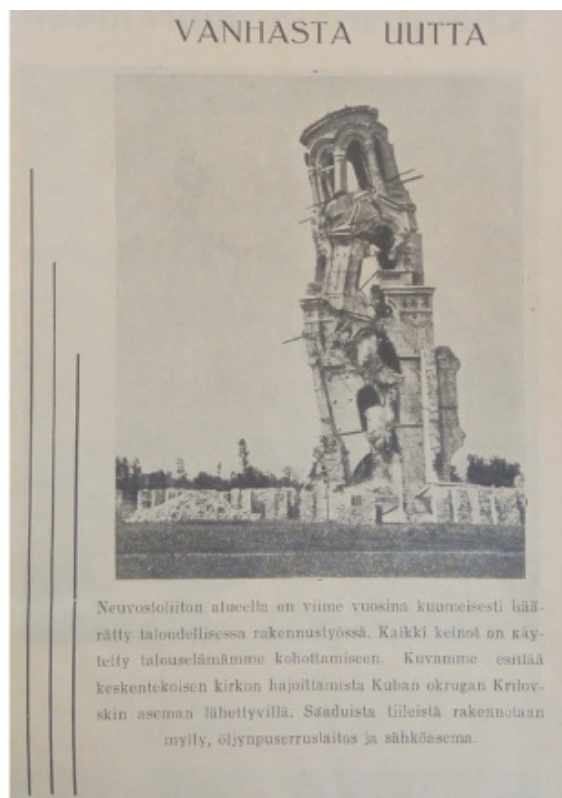 VANHASTA UUTTA
Neuvostoliiton alueella on viime vuosina kuumeisesti hää-
rätty taloudellisessa rakennustyössä. Kaikki keinot on käy-
tetty talouselämämme kohottamiseen. Kuvamme esittää
keskentekoisen kirkon hajoittamista Kuban okrugan Krilov-
skin aseman lähettyvillä. Saaduista tiileistä rakennetaan
mylly, öljynpuserruslaitos ja sähköasema.